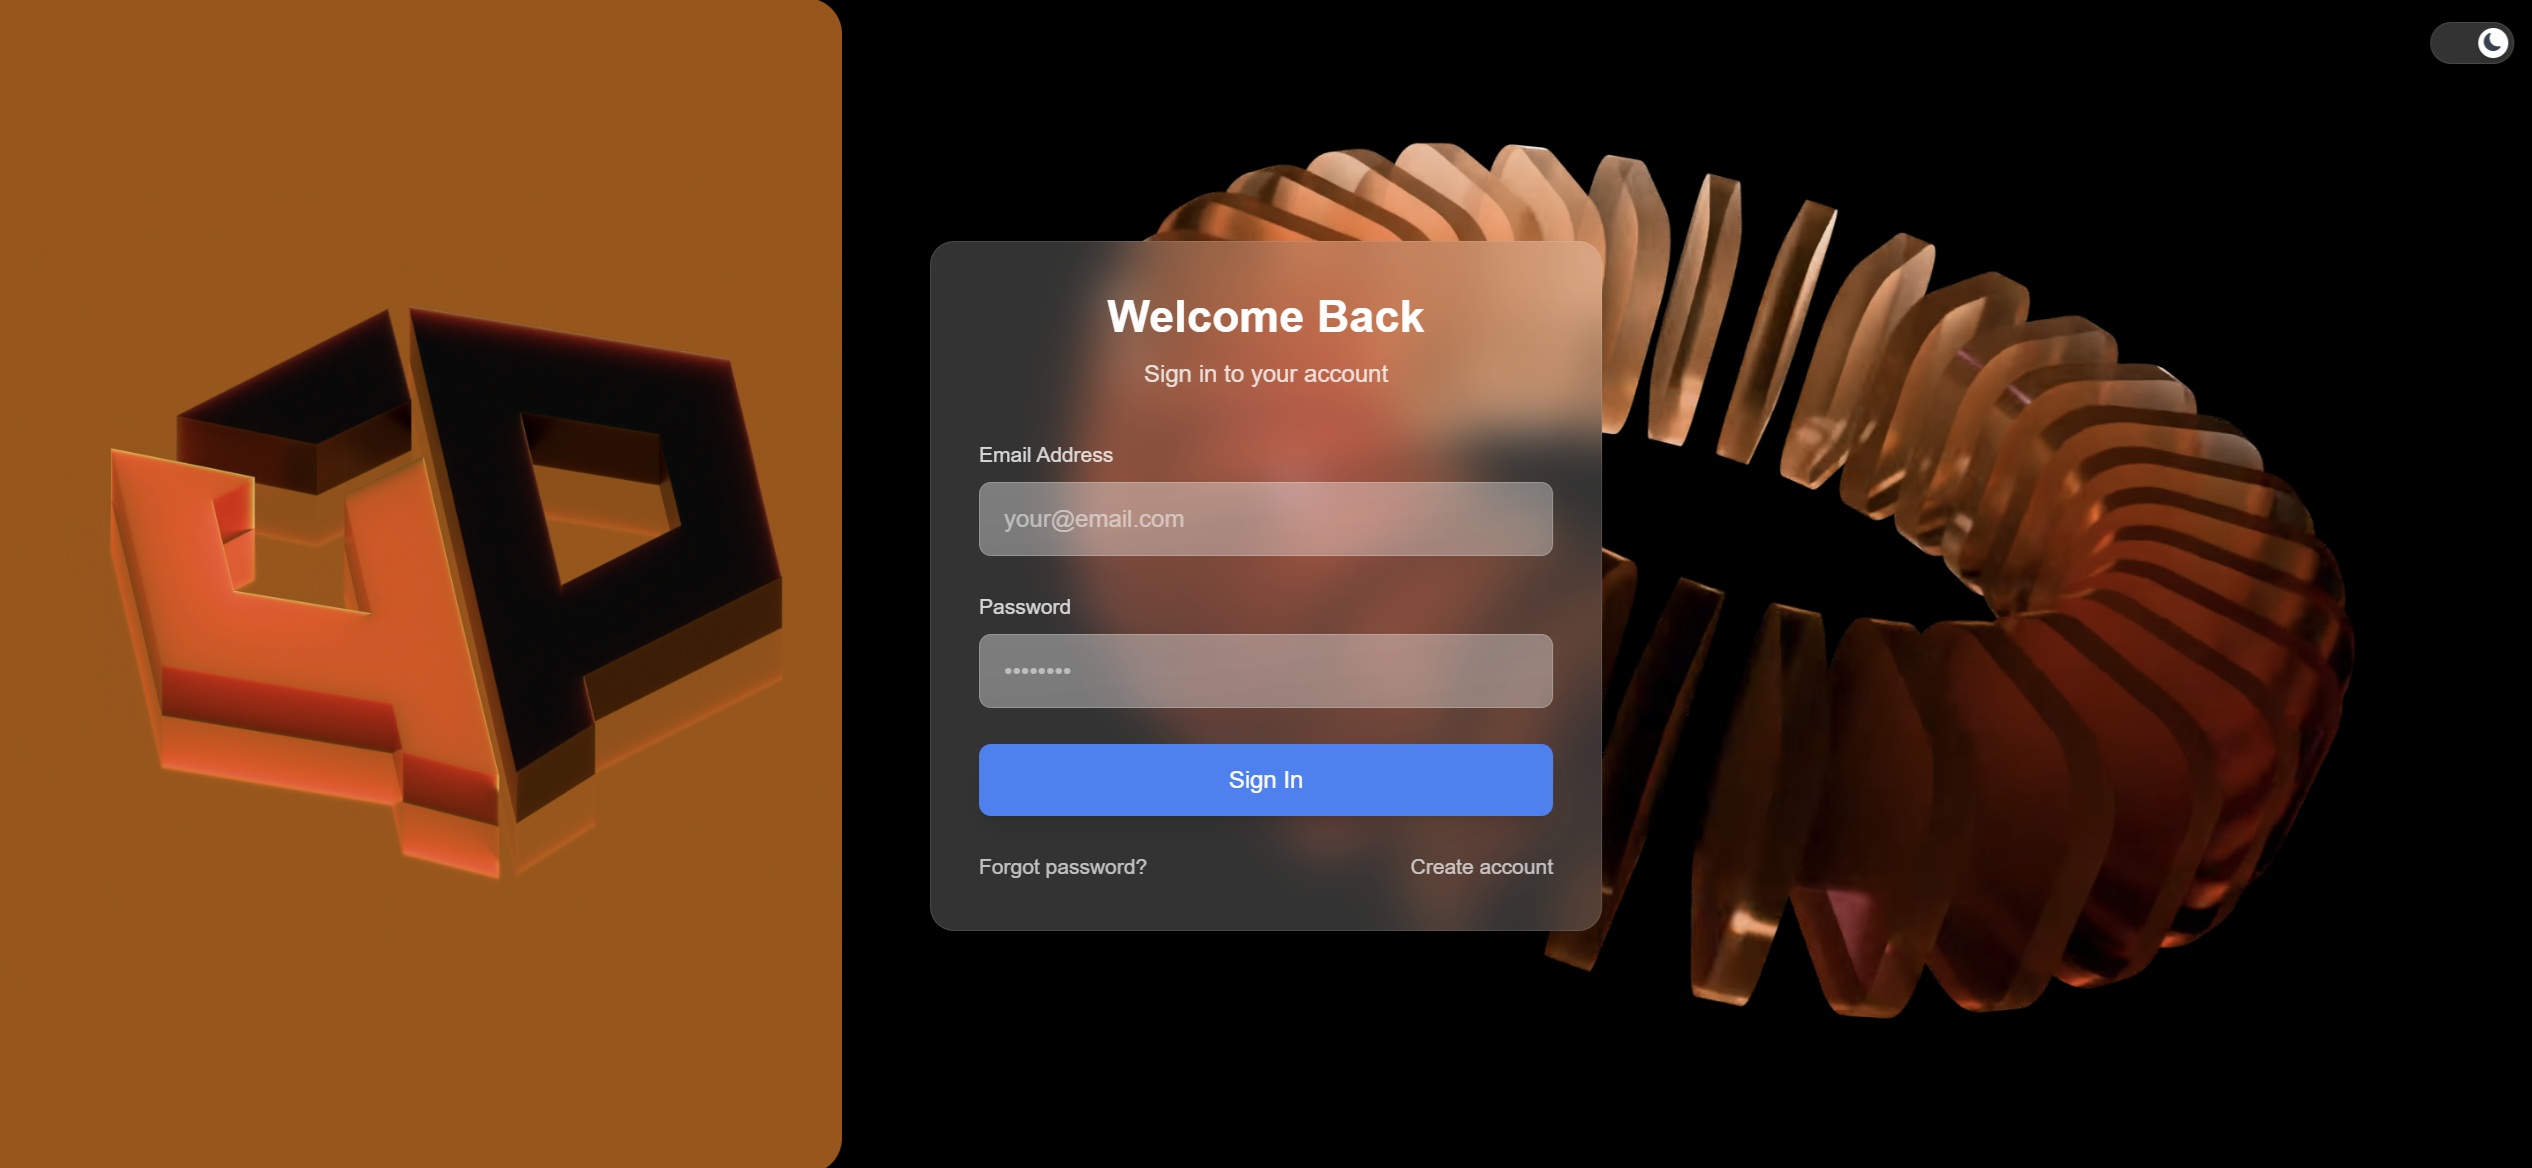 Welcome Back
Sign in to your account
Email Address
your@email.com
Password
••••••••
Sign In
Forgot password?
Create account